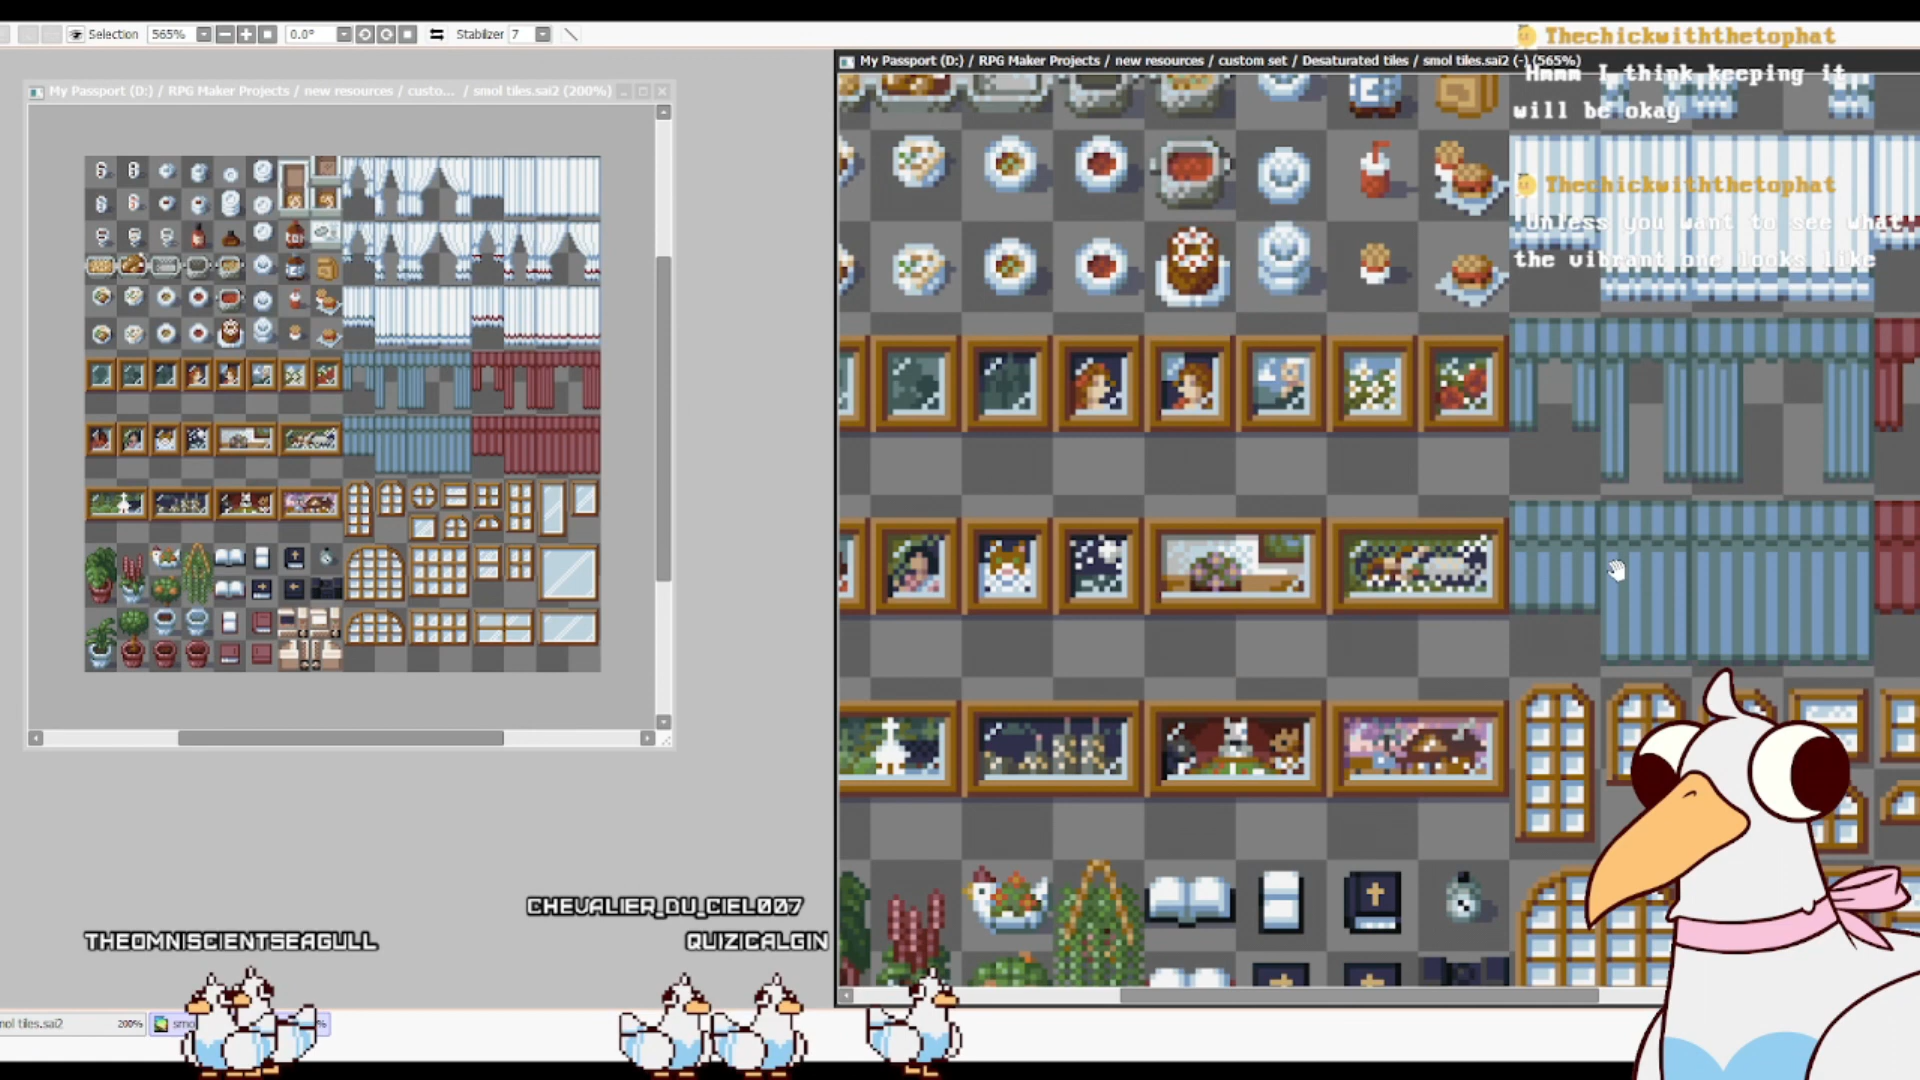 Selection 565% 0.0° Stabilizer 7
Thechickwiththetophat
Hmmm I think keeping it
will be okay
Thechickwiththetophat
Unless you want to see what
the vibrant one looks like
My Passport (D:) / RPG Maker Projects / new resources / custom set / Desaturated tiles / smol tiles.sai2 (-) (565%)
My Passport (D:) / RPG Maker Projects / new resources / custo... / smol tiles.sai2 (200%)
CHEVALIER_DU_CIEL007
THEOMNISCIENTSEAGULL
QUIZICALGIN
tiles.sai2 200% smo %